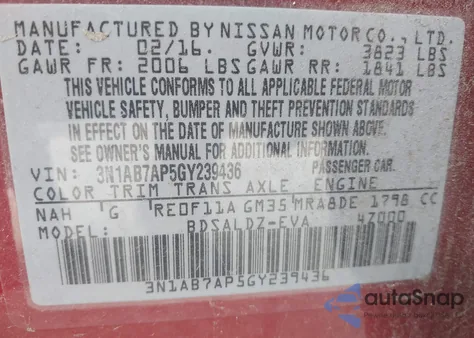 MANUFACTURED BY NISSAN MOTOR CO., LTD.
DATE: 02/16. GVWR: 3823 LBS
GAWR FR: 2006 LBS GAWR RR: 1841 LBS
THIS VEHICLE CONFORMS TO ALL APPLICABLE FEDERAL MOTOR
VEHICLE SAFETY, BUMPER AND THEFT PREVENTION STANDARDS
IN EFFECT ON THE DATE OF MANUFACTURE SHOWN ABOVE.
SEE OWNER'S MANUAL FOR ADDITIONAL INFORMATION.
VIN: 3N1AB7AP5GY239436 PASSENGER CAR.
COLOR TRIM TRANS AXLE ENGINE
NAH G RE0F11A GM35 MRA8DE 1798 CC
MODEL: BDSALDZ-EVA 47000
3N1AB7AP5GY239436
autoSnap